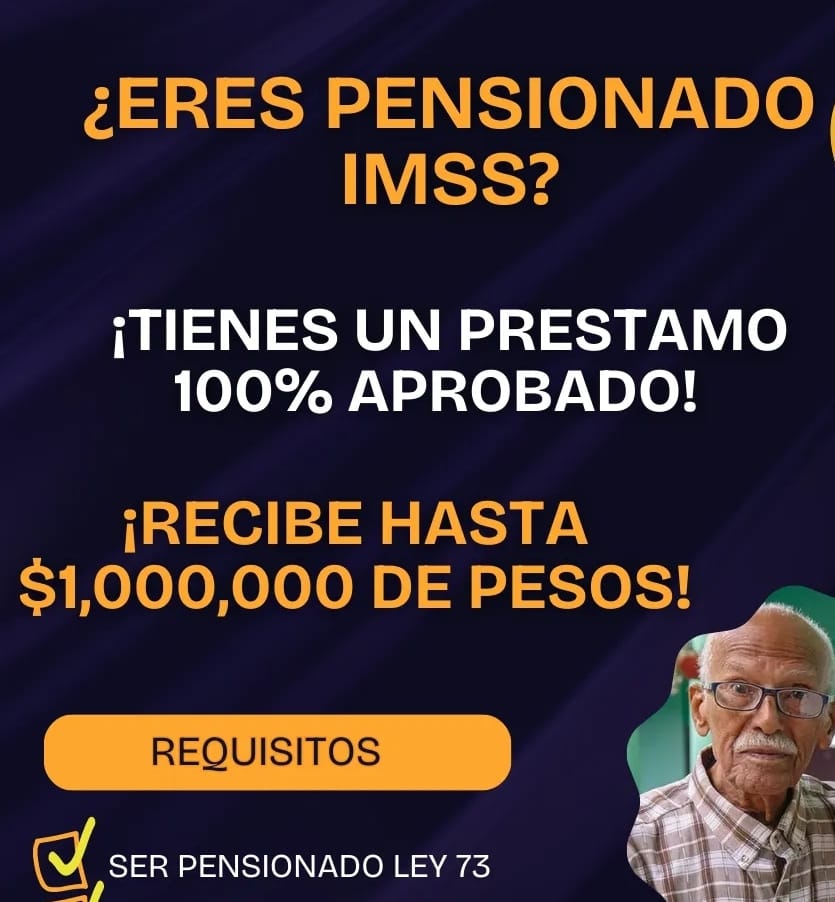 ¿ERES PENSIONADO
IMSS?
¡TIENES UN PRESTAMO
100% APROBADO!
¡RECIBE HASTA
$1,000,000 DE PESOS!
REQUISITOS
SER PENSIONADO LEY 73